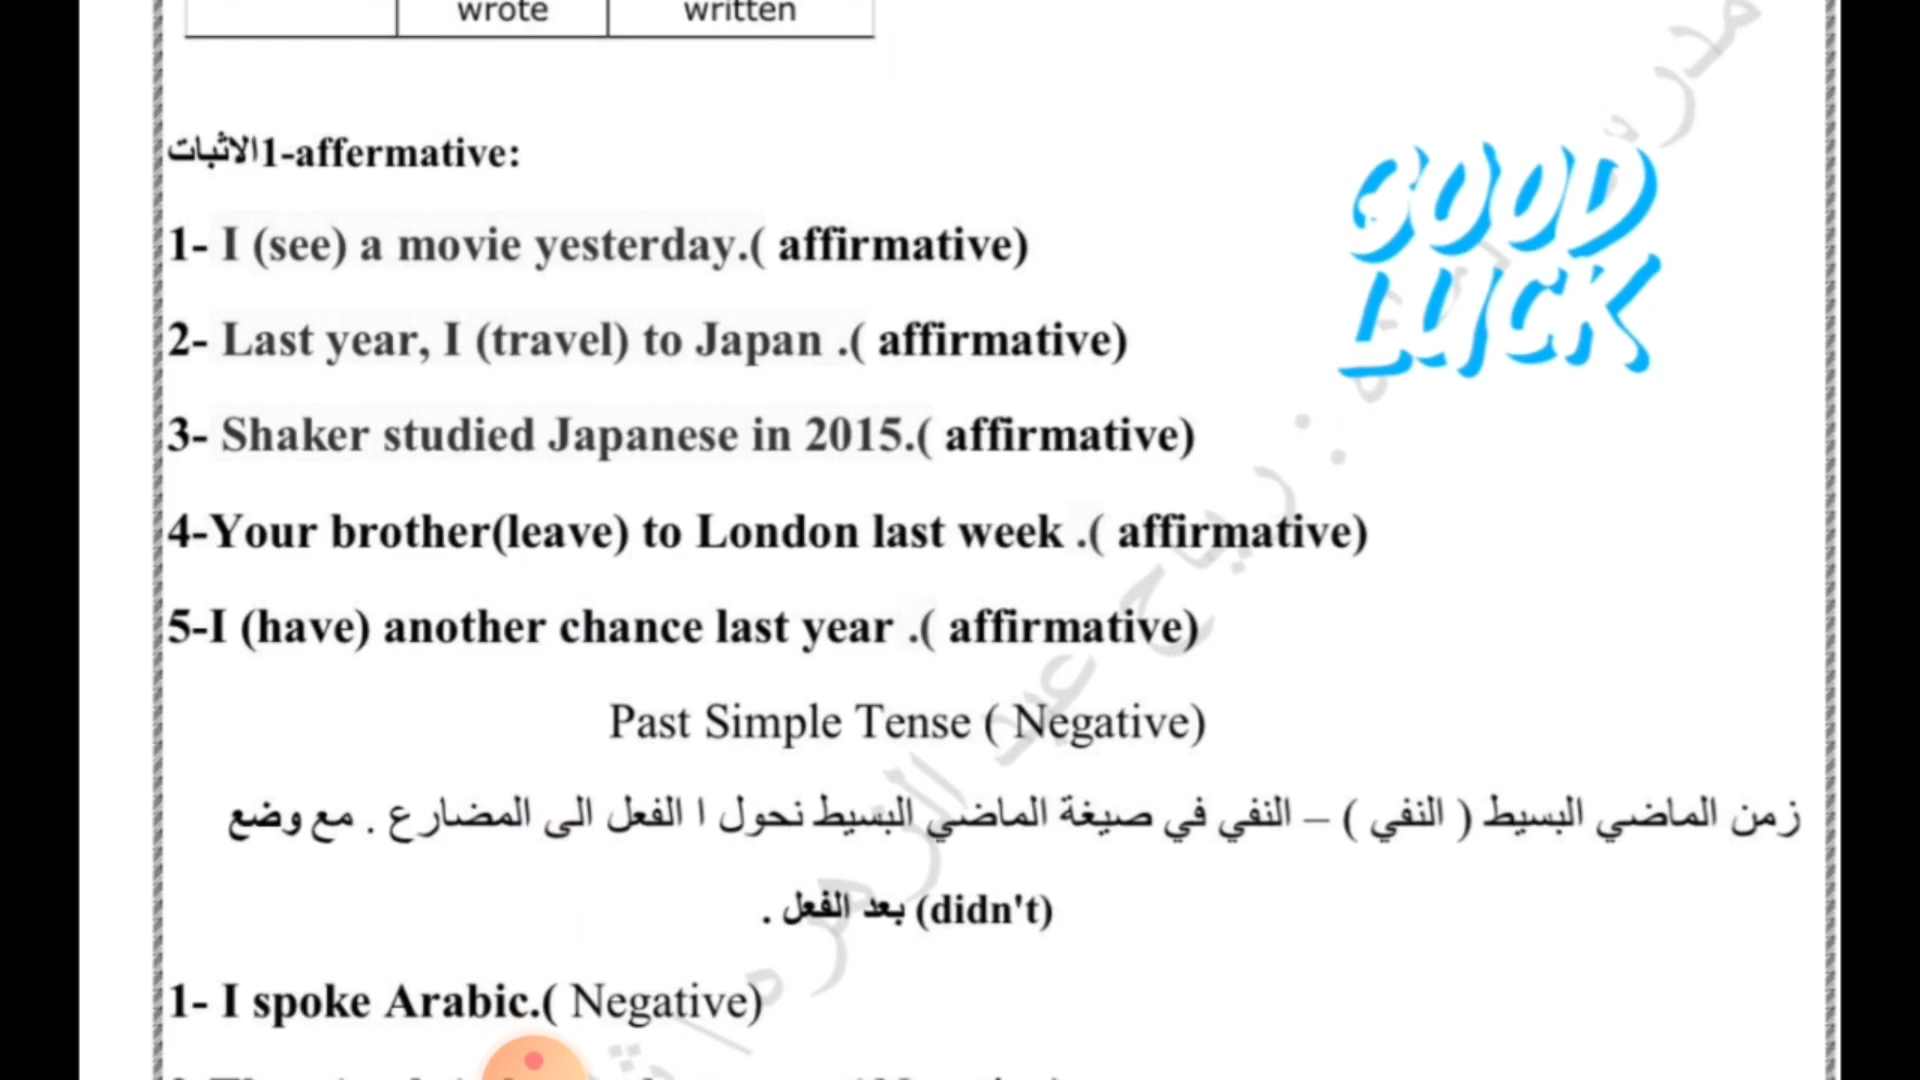 wrote written
الاثبات1-affermative:
GOOD
LUCK
1- I (see) a movie yesterday.( affirmative)
2- Last year, I (travel) to Japan .( affirmative)
3- Shaker studied Japanese in 2015.( affirmative)
4-Your brother(leave) to London last week .( affirmative)
5-I (have) another chance last year .( affirmative)
Past Simple Tense ( Negative)
زمن الماضي البسيط ( النفي ) – النفي في صيغة الماضي البسيط نحول ا الفعل الى المضارع . مع وضع
(didn't) بعد الفعل .
1- I spoke Arabic.( Negative)